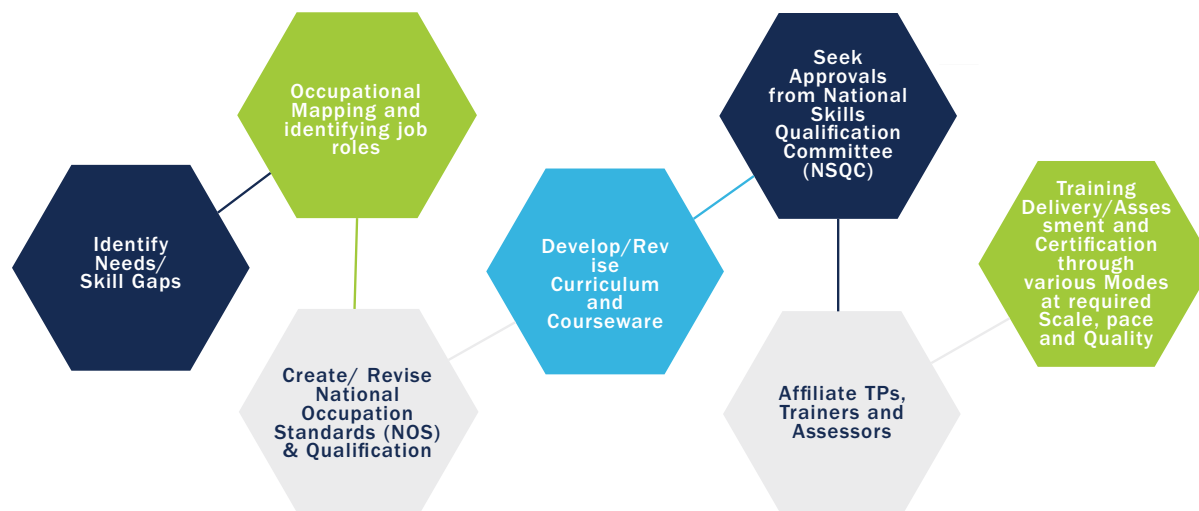 Identify
Needs/
Skill Gaps
Occupational
Mapping and
identifying job
roles
Create/ Revise
National
Occupation
Standards (NOS)
& Qualification
Develop/Rev
ise
Curriculum
and
Courseware
Seek
Approvals
from National
Skills
Qualification
Committee
(NSQC)
Affiliate TPs,
Trainers and
Assessors
Training
Delivery/Asses
sment and
Certification
through
various Modes
at required
Scale, pace
and Quality